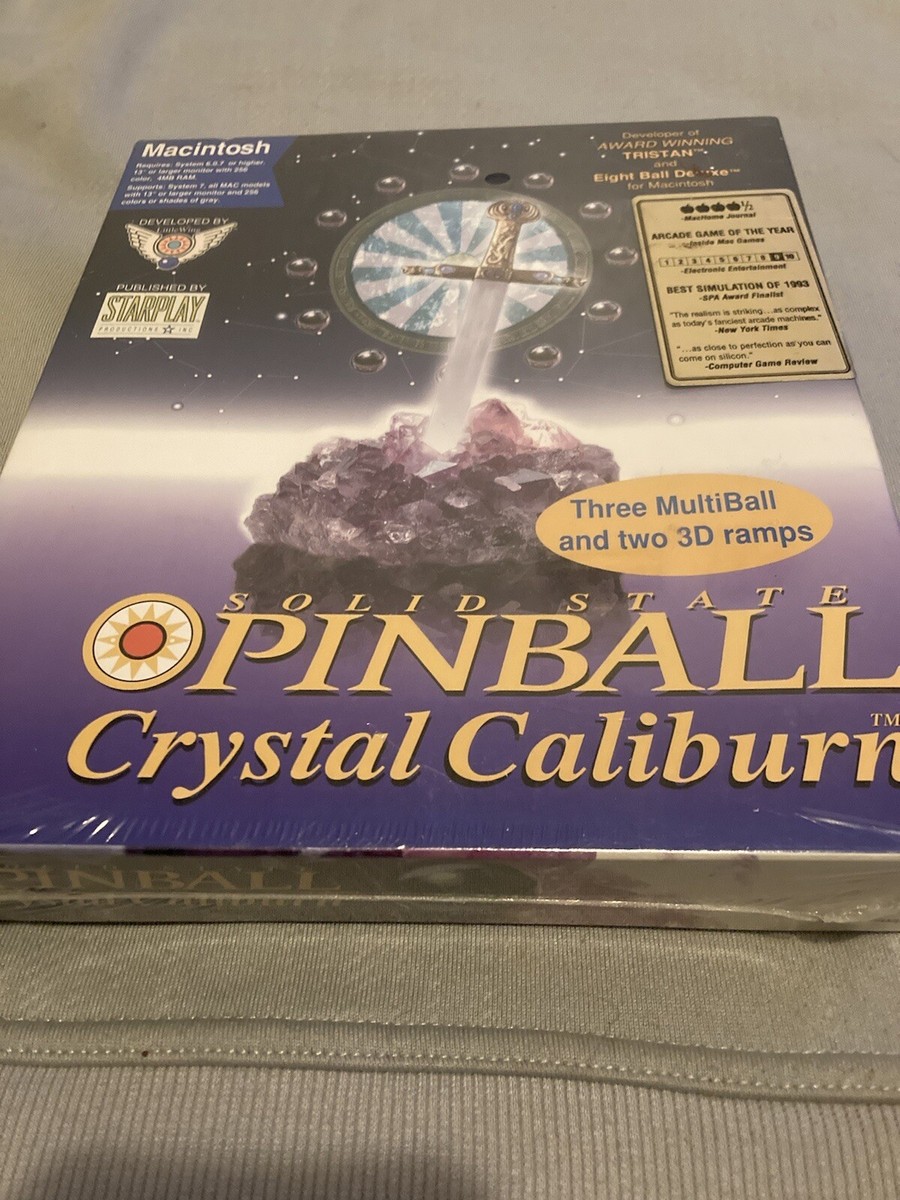 Macintosh
Requires: System 6.0.7 or higher.
13" or larger monitor with 256
color, 4MB RAM.
Supports: System 7, all MAC models
with 13" or larger monitor and 256
colors or shades of gray.
DEVELOPED BY
LittleWing
PUBLISHED BY
STARPLAY
PRODUCTIONS INC
Developer of
AWARD WINNING
TRISTAN™
and
Eight Ball Deluxe™
for Macintosh
½
-MacHome Journal
ARCADE GAME OF THE YEAR
-Inside Mac Games
1 2 3 4 5 6 7 8 9 10
-Electronic Entertainment
BEST SIMULATION OF 1993
-SPA Award Finalist
"The realism is striking...as complex
as today's fanciest arcade machines."
-New York Times
"...as close to perfection as you can
come on silicon."
-Computer Game Review
Three MultiBall
and two 3D ramps
SOLID STATE
PINBALL
Crystal Caliburn™
PINBALL
Crystal Caliburn